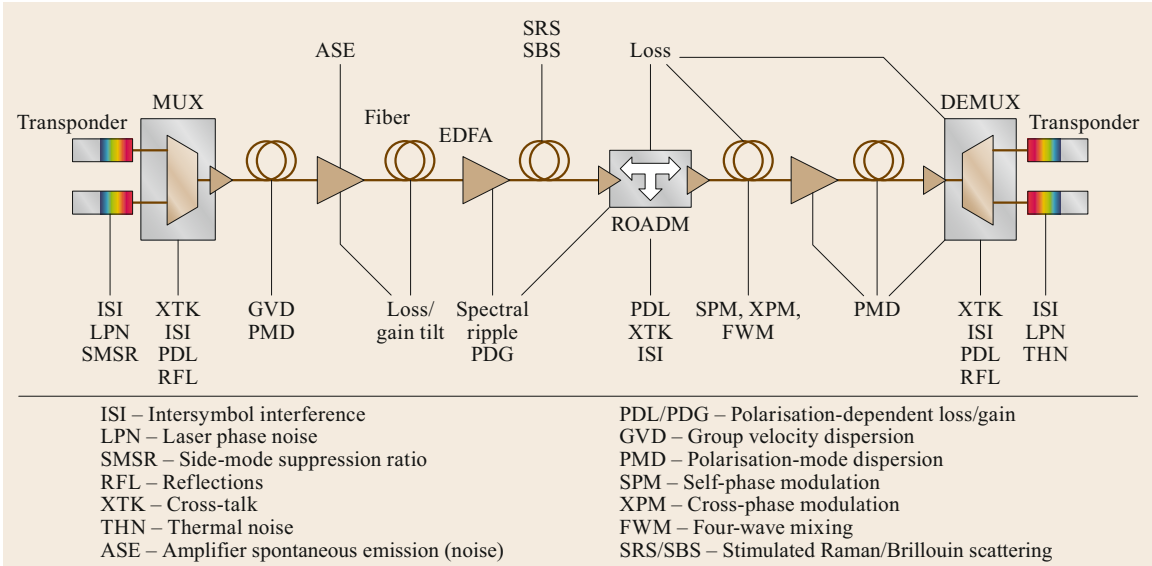 SRS
SBS
ASE
Loss
MUX
DEMUX
Transponder
Fiber
EDFA
Transponder
ROADM
ISI
LPN
SMSR
XTK
ISI
PDL
RFL
GVD
PMD
Loss/
gain tilt
Spectral
ripple
PDG
PDL
XTK
ISI
SPM, XPM,
FWM
PMD
XTK
ISI
PDL
RFL
ISI
LPN
THN
ISI – Intersymbol interference
LPN – Laser phase noise
SMSR – Side-mode suppression ratio
RFL – Reflections
XTK – Cross-talk
THN – Thermal noise
ASE – Amplifier spontaneous emission (noise)
PDL/PDG – Polarisation-dependent loss/gain
GVD – Group velocity dispersion
PMD – Polarisation-mode dispersion
SPM – Self-phase modulation
XPM – Cross-phase modulation
FWM – Four-wave mixing
SRS/SBS – Stimulated Raman/Brillouin scattering